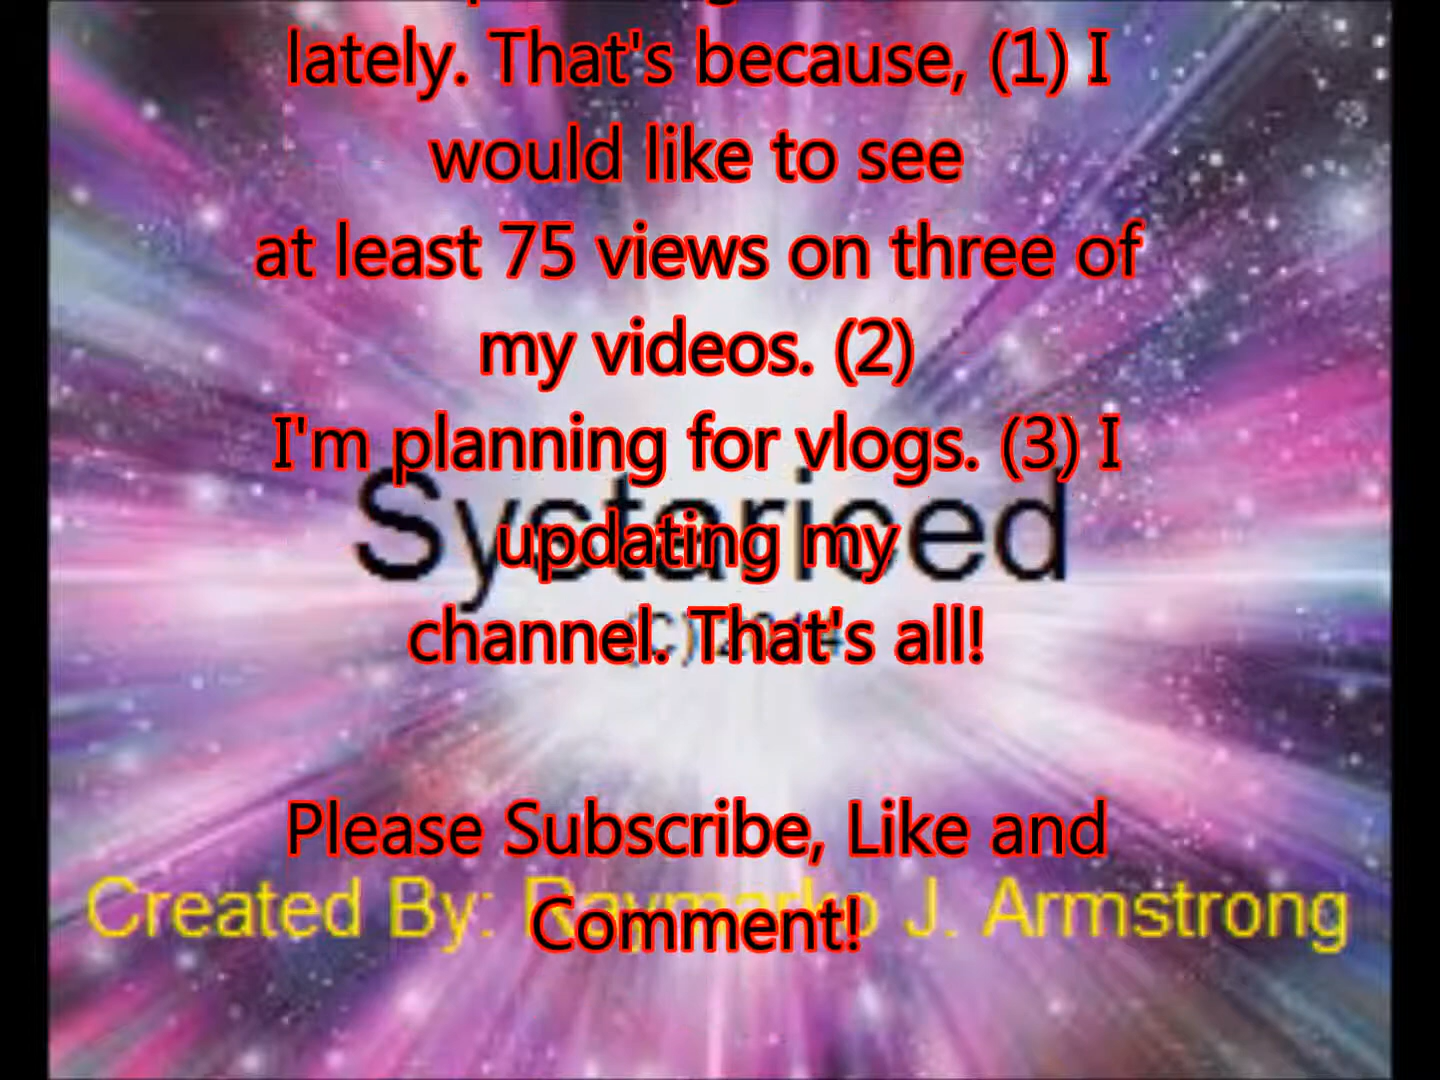 lately. That's because, (1) I
would like to see
at least 75 views on three of
my videos. (2)
I'm planning for vlogs. (3) I
updating my
channel. That's all!
Please Subscribe, Like and
Comment!
Created By: J. Armstrong